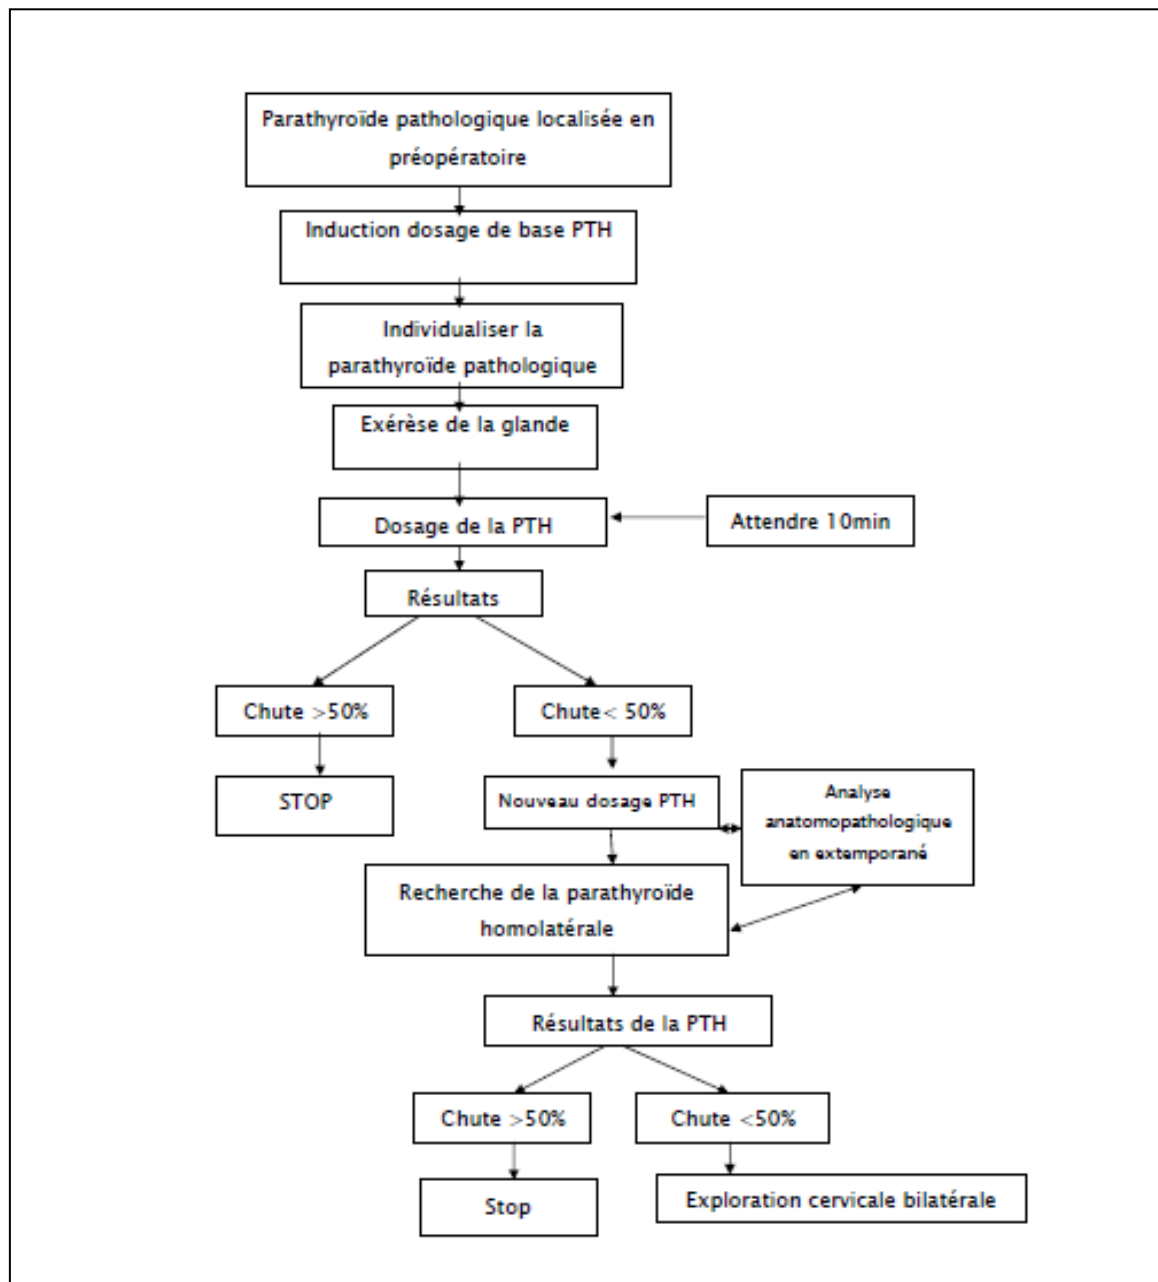 Parathyroïde pathologique localisée en
préopératoire
Induction dosage de base PTH
Individualiser la
parathyroïde pathologique
Exérèse de la glande
Dosage de la PTH
Attendre 10min
Résultats
Chute >50%
Chute< 50%
STOP
Nouveau dosage PTH
Analyse
anatomopathologique
en extemporané
Recherche de la parathyroïde
homolatérale
Résultats de la PTH
Chute >50%
Chute <50%
Stop
Exploration cervicale bilatérale